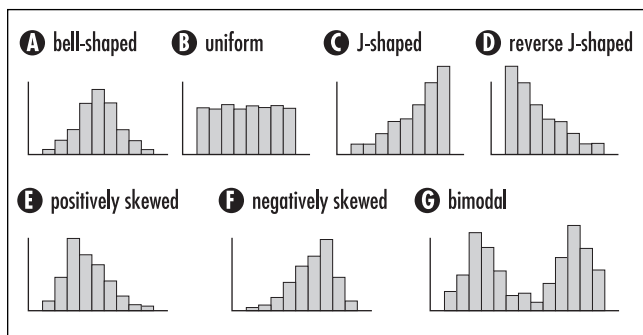 A bell-shaped
B uniform
C J-shaped
D reverse J-shaped
E positively skewed
F negatively skewed
G bimodal